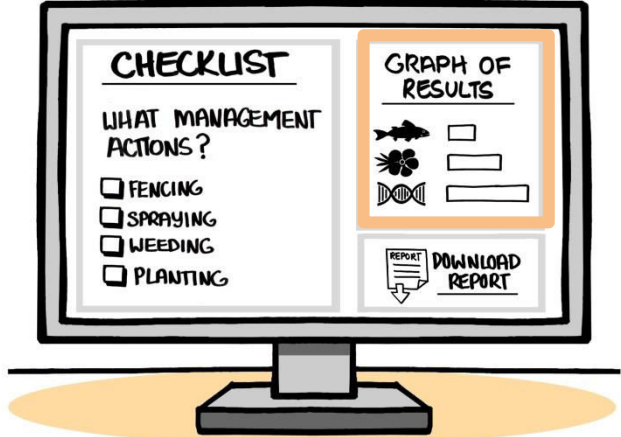 CHECKLIST
WHAT MANAGEMENT
ACTIONS?
FENCING
SPRAYING
WEEDING
PLANTING
GRAPH OF
RESULTS
REPORT
DOWNLOAD
REPORT